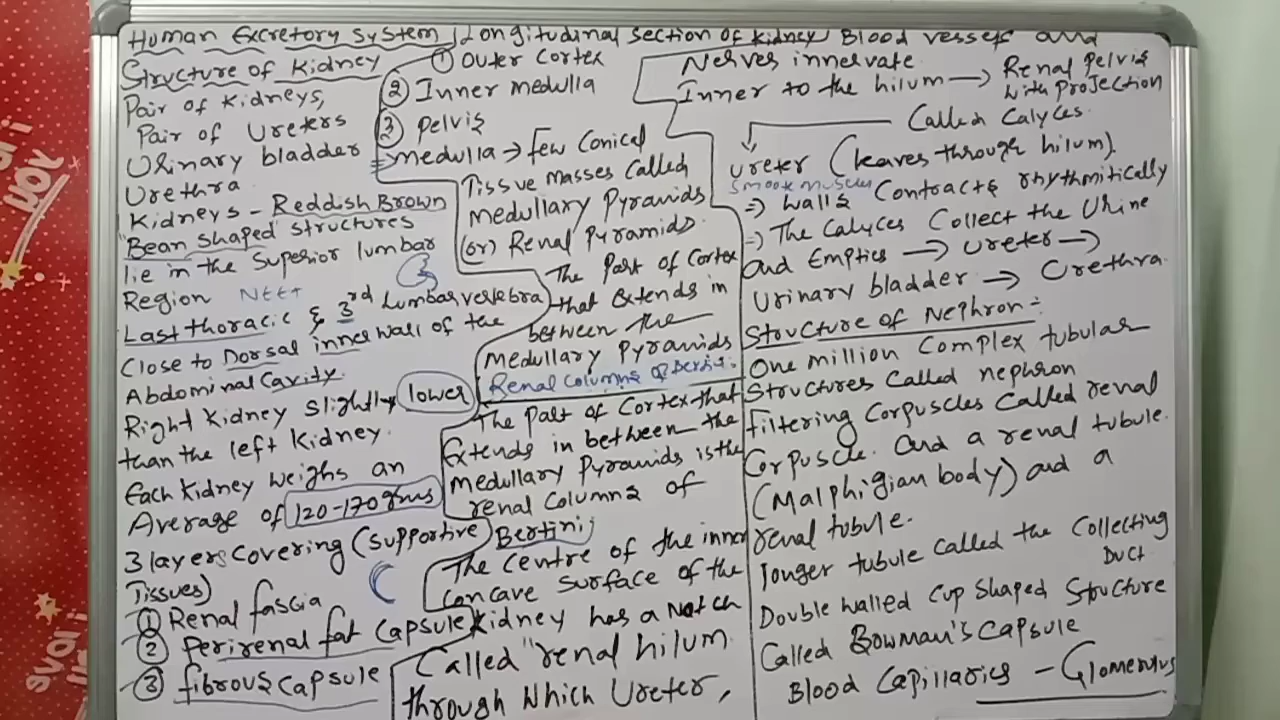 Human Excretory System
Structure of Kidney
Pair of Kidneys,
Pair of Ureters
Urinary bladder
Urethra
Kidneys - Reddish Brown
Bean shaped structures
lie in the Superior lumbar
Region NEET
Last thoracic & 3rd Lumbar vertebra
Close to Dorsal inner wall of the
Abdominal Cavity.
Right Kidney slightly lower
than the left Kidney.
Each Kidney weighs an
Average of 120-170 gms
3 layers covering (supportive
Tissues)
① Renal fascia
② Perirenal fat Capsule
③ fibrous capsule
Longitudinal section of Kidney
① Outer Cortex
② Inner medulla
③ Pelvis
medulla → Few Conical
Tissue masses Called
medullary Pyramids
(or) Renal Pyramids
The Part of Cortex
that Extends in
between the
medullary Pyramids
Renal Columns of Bertini.
The Part of Cortex that
Extends in between the
medullary Pyramids is the
renal Columns of
Bertini;
The centre of the inner
Concave surface of the
Kidney has a Notch
Called "renal hilum
through which Ureter,
Blood vessels and
Nerves innervate
Inner to the hilum → Renal Pelvis
with Projection
Called Calyces.
Ureter (leaves through hilum).
Smooth muscles
⇒ walls Contracts rhythmitically
⇒ The Calyces Collect the Urine
and Empties → Ureter →
Urinary bladder → Urethra
Structure of Nephron:-
One million Complex tubular
Structures Called nephron
Filtering Corpuscles Called renal
Corpuscle. And a renal tubule.
(Malphigian body) and a
renal tubule.
longer tubule called the Collecting
Duct
Double walled Cup shaped Structure
Called Bowman's Capsule
Blood Capillaries - Glomerulus